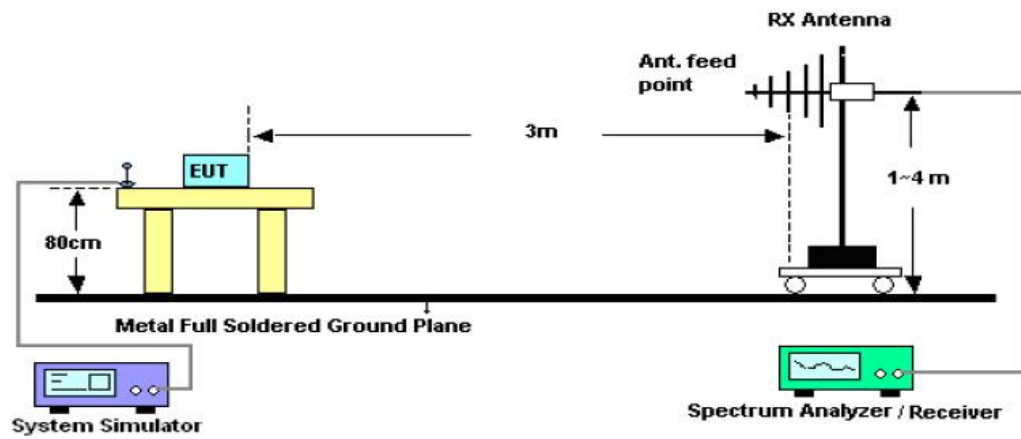 RX Antenna
Ant. feed
point
3m
EUT
1~4 m
80cm
Metal Full Soldered Ground Plane
System Simulator
Spectrum Analyzer / Receiver